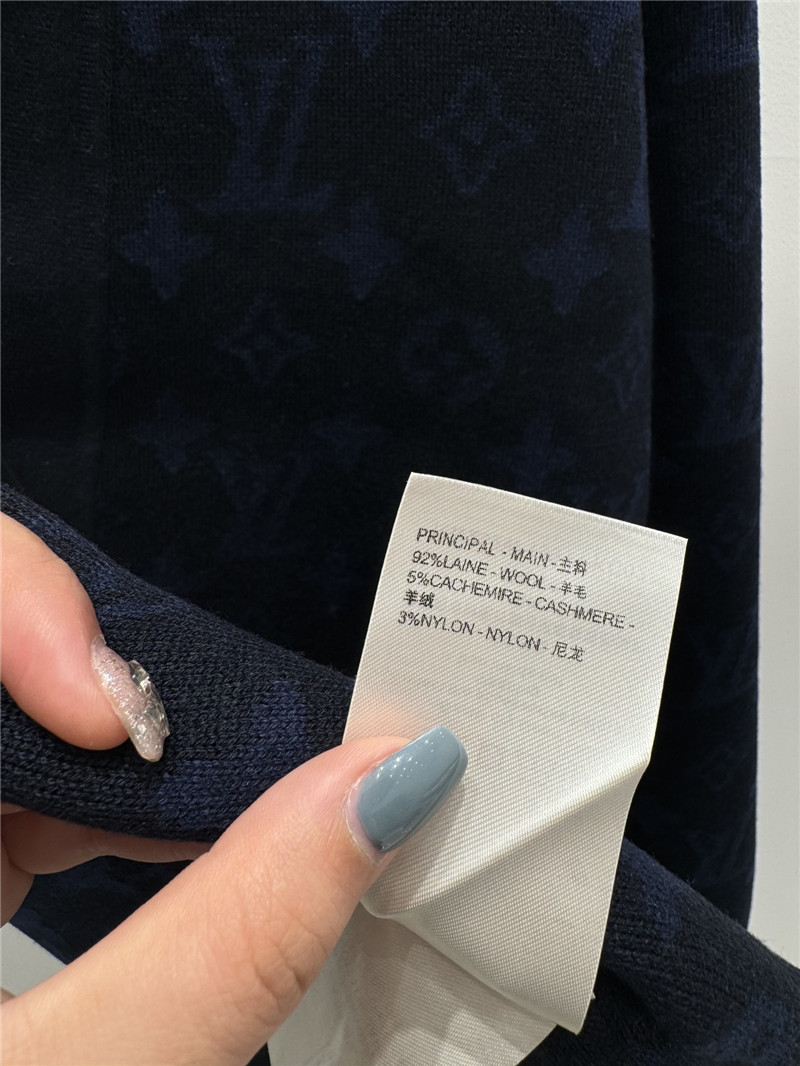 PRINCIPAL - MAIN - 主料
92%LAINE - WOOL - 羊毛
5%CACHEMIRE - CASHMERE -
羊绒
3%NYLON - NYLON - 尼龙